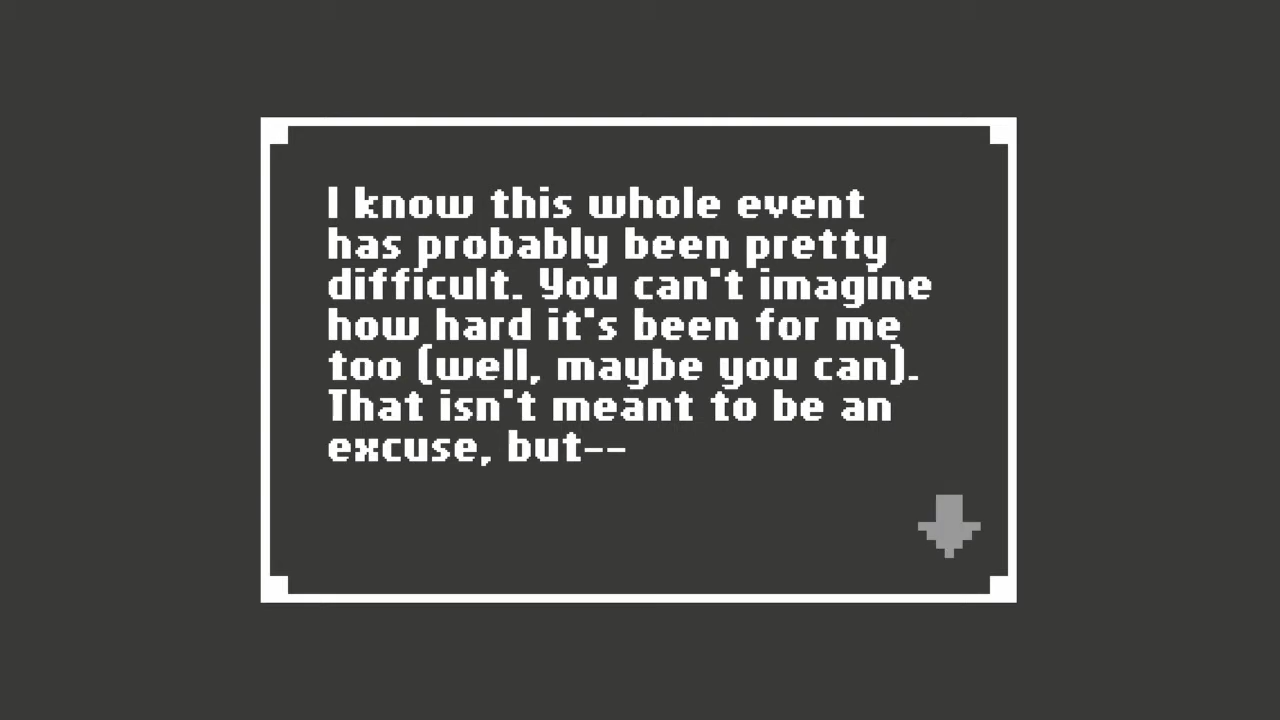 I know this whole event
has probably been pretty
difficult. You can't imagine
how hard it's been for me
too (well, maybe you can).
That isn't meant to be an
excuse, but--